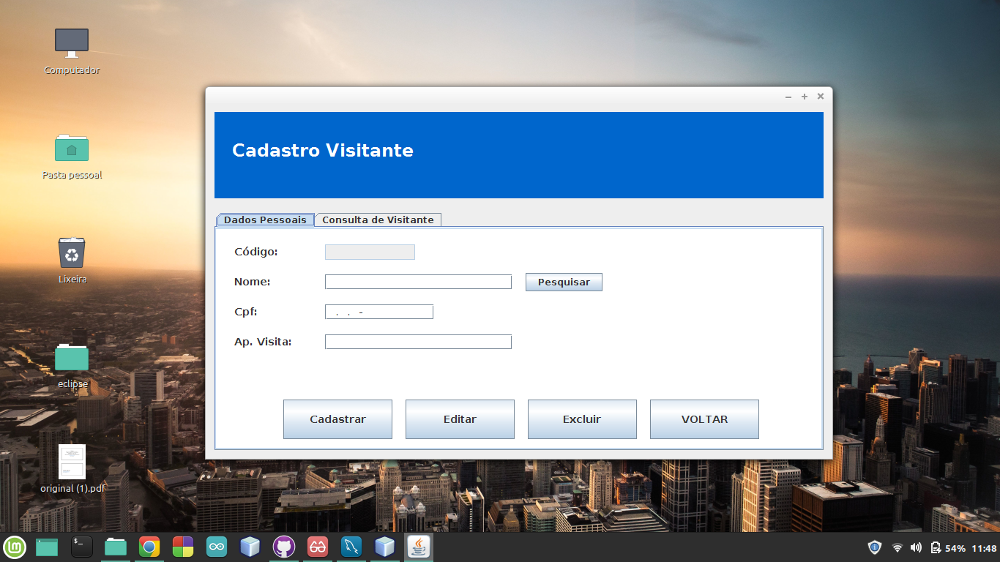 Computador
Pasta pessoal
Lixeira
eclipse
original (1).pdf
Cadastro Visitante
Dados Pessoais
Consulta de Visitante
Código:
Nome:
Pesquisar
Cpf:
. . -
Ap. Visita:
Cadastrar
Editar
Excluir
VOLTAR
$_
54%
11:48